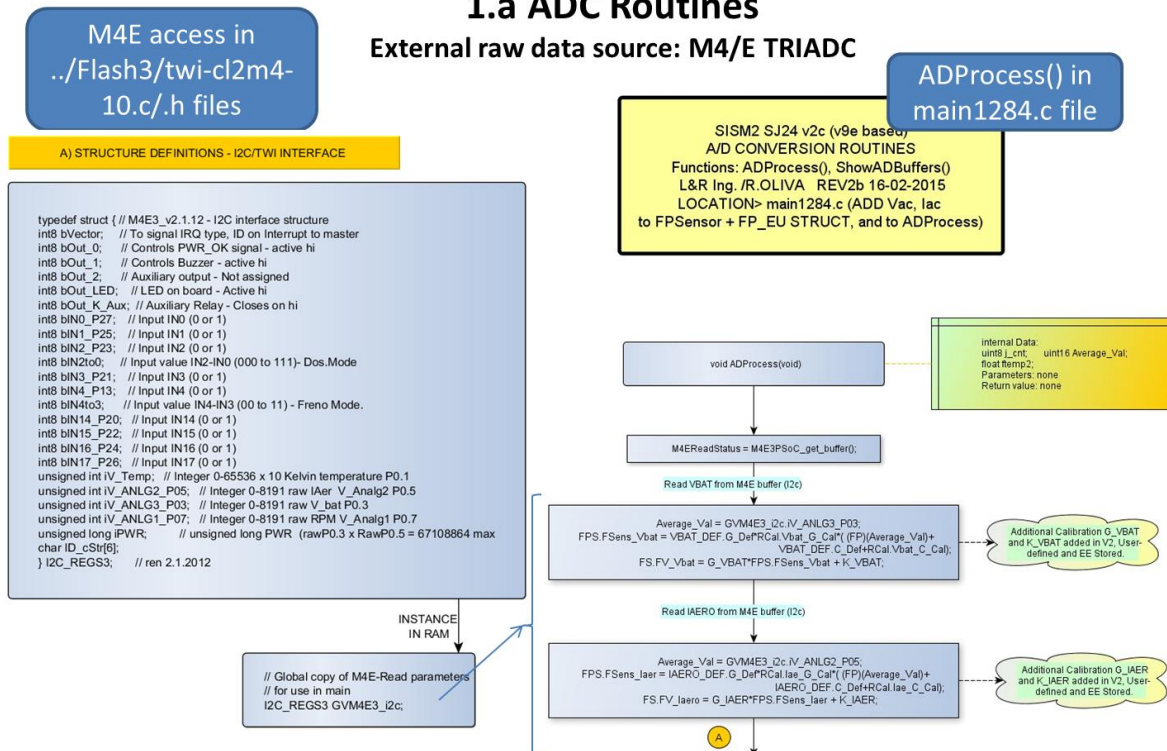 1.a ADC Routines
External raw data source: M4/E TRIADC
M4E access in
../Flash3/twi-cl2m4-
10.c/.h files
ADProcess() in
main1284.c file
A) STRUCTURE DEFINITIONS - I2C/TWI INTERFACE
SISM2 SJ24 v2c (v9e based)
A/D CONVERSION ROUTINES
Functions: ADProcess(), ShowADBuffers()
L&R Ing. /R.OLIVA REV2b 16-02-2015
LOCATION> main1284.c (ADD Vac, Iac
to FPSensor + FP_EU STRUCT, and to ADProcess)
typedef struct { // M4E3_v2.1.12 - I2C interface structure
int8 bVector; // To signal IRQ type, ID on Interrupt to master
int8 bOut_0; // Controls PWR_OK signal - active hi
int8 bOut_1; // Controls Buzzer - active hi
int8 bOut_2; // Auxiliary output - Not assigned
int8 bOut_LED; // LED on board - Active hi
int8 bOut_K_Aux; // Auxiliary Relay - Closes on hi
int8 bIN0_P27; // Input IN0 (0 or 1)
int8 bIN1_P25; // Input IN1 (0 or 1)
int8 bIN2_P23; // Input IN2 (0 or 1)
int8 bIN2to0; // Input value IN2-IN0 (000 to 111)- Dos.Mode
int8 bIN3_P21; // Input IN3 (0 or 1)
int8 bIN4_P13; // Input IN4 (0 or 1)
int8 bIN4to3; // Input value IN4-IN3 (00 to 11) - Freno Mode.
int8 bIN14_P20; // Input IN14 (0 or 1)
int8 bIN15_P22; // Input IN15 (0 or 1)
int8 bIN16_P24; // Input IN16 (0 or 1)
int8 bIN17_P26; // Input IN17 (0 or 1)
unsigned int iV_Temp; // Integer 0-65536 x 10 Kelvin temperature P0.1
unsigned int iV_ANLG2_P05; // Integer 0-8191 raw IAer V_Analg2 P0.5
unsigned int iV_ANLG3_P03; // Integer 0-8191 raw V_bat P0.3
unsigned int iV_ANLG1_P07; // Integer 0-8191 raw RPM V_Analg1 P0.7
unsigned long iPWR; // unsigned long PWR (rawP0.3 x RawP0.5 = 67108864 max
char ID_cStr[6];
} I2C_REGS3; // ren 2.1.2012
INSTANCE
IN RAM
// Global copy of M4E-Read parameters
// for use in main
I2C_REGS3 GVM4E3_i2c;
void ADProcess(void)
internal Data:
uint8 j_cnt; uint16 Average_Val;
float ftemp2;
Parameters: none
Return value: none
M4EReadStatus = M4E3PSoC_get_buffer();
Read VBAT from M4E buffer (I2c)
Average_Val = GVM4E3_i2c.iV_ANLG3_P03;
FPS.FSens_Vbat = VBAT_DEF.G_Def*RCal.Vbat_G_Cal*( (FP)(Average_Val)+
VBAT_DEF.C_Def+RCal.Vbat_C_Cal);
FS.FV_Vbat = G_VBAT*FPS.FSens_Vbat + K_VBAT;
Additional Calibration G_VBAT
and K_VBAT added in V2, User-
defined and EE Stored.
Read IAERO from M4E buffer (I2c)
Average_Val = GVM4E3_i2c.iV_ANLG2_P05;
FPS.FSens_Iaer = IAERO_DEF.G_Def*RCal.Iae_G_Cal*( (FP)(Average_Val)+
IAERO_DEF.C_Def+RCal.Iae_C_Cal);
FS.FV_Iaero = G_IAER*FPS.FSens_Iaer + K_IAER;
Additional Calibration G_IAER
and K_IAER added in V2, User-
defined and EE Stored.
A